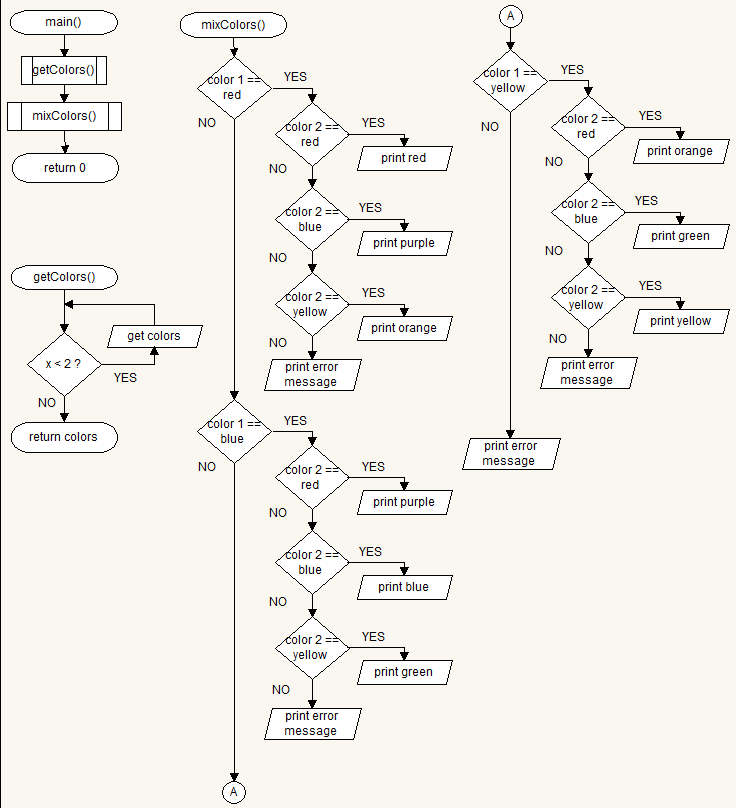 main()
getColors()
mixColors()
return 0
getColors()
get colors
x < 2 ?
YES
NO
return colors
mixColors()
color 1 ==
red
YES
NO
color 2 ==
red
YES
print red
NO
color 2 ==
blue
YES
print purple
NO
color 2 ==
yellow
YES
print orange
NO
print error
message
color 1 ==
blue
YES
NO
color 2 ==
red
YES
print purple
NO
color 2 ==
blue
YES
print blue
NO
color 2 ==
yellow
YES
print green
NO
print error
message
A
A
color 1 ==
yellow
YES
NO
color 2 ==
red
YES
print orange
NO
color 2 ==
blue
YES
print green
NO
color 2 ==
yellow
YES
print yellow
NO
print error
message
print error
message